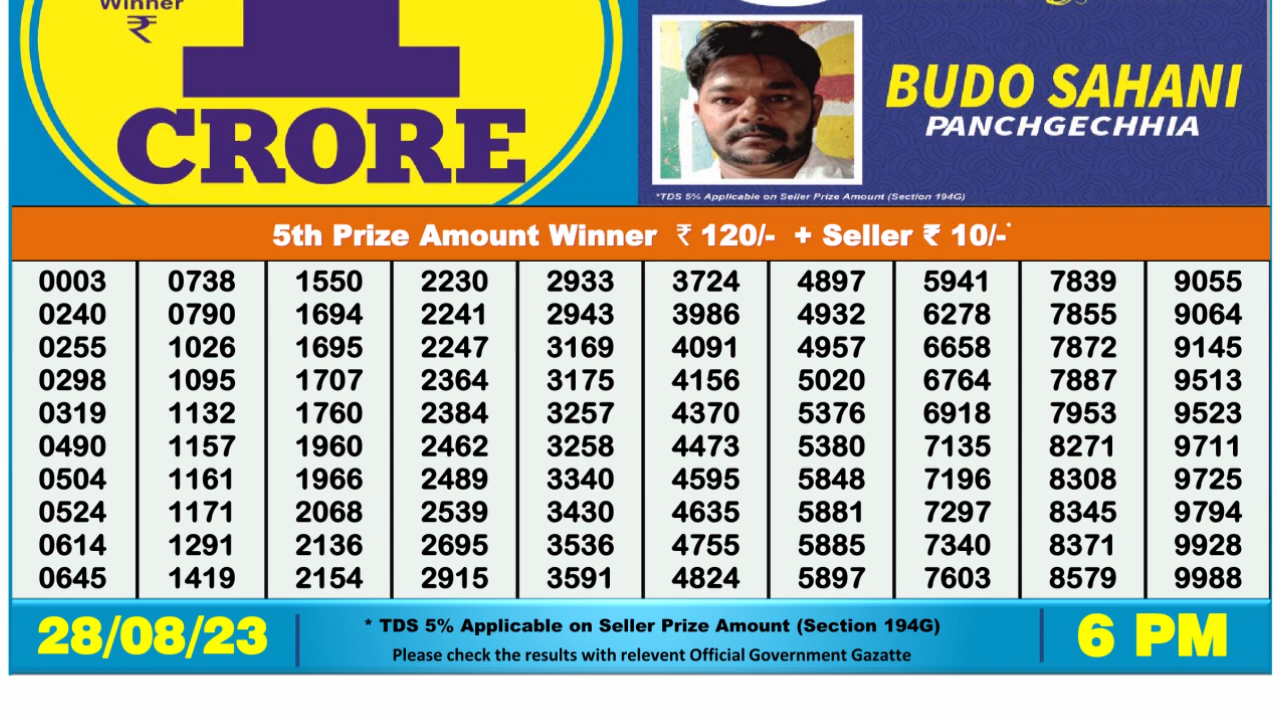 Winner
₹
1
CRORE
BUDO SAHANI
PANCHGECHHIA
*TDS 5% Applicable on Seller Prize Amount (Section 194G)
5th Prize Amount Winner ₹ 120/- + Seller ₹ 10/-*
0003 0738 1550 2230 2933 3724 4897 5941 7839 9055
0240 0790 1694 2241 2943 3986 4932 6278 7855 9064
0255 1026 1695 2247 3169 4091 4957 6658 7872 9145
0298 1095 1707 2364 3175 4156 5020 6764 7887 9513
0319 1132 1760 2384 3257 4370 5376 6918 7953 9523
0490 1157 1960 2462 3258 4473 5380 7135 8271 9711
0504 1161 1966 2489 3340 4595 5848 7196 8308 9725
0524 1171 2068 2539 3430 4635 5881 7297 8345 9794
0614 1291 2136 2695 3536 4755 5885 7340 8371 9928
0645 1419 2154 2915 3591 4824 5897 7603 8579 9988
28/08/23
* TDS 5% Applicable on Seller Prize Amount (Section 194G)
Please check the results with relevent Official Government Gazatte
6 PM